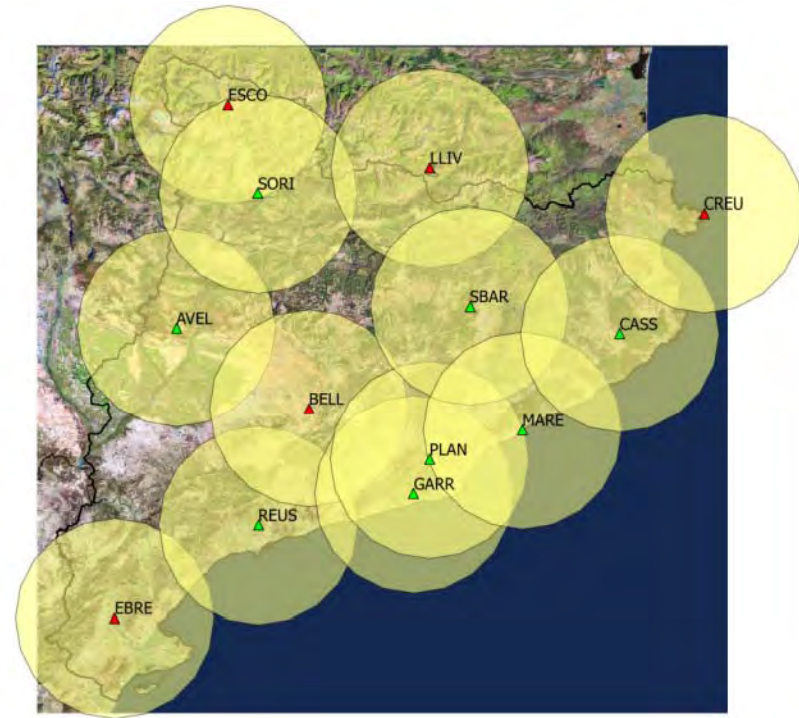 ESCO
LLIV
SORI
CREU
SBAR
AVEL
CASS
BELL
MARE
PLAN
GARR
REUS
EBRE